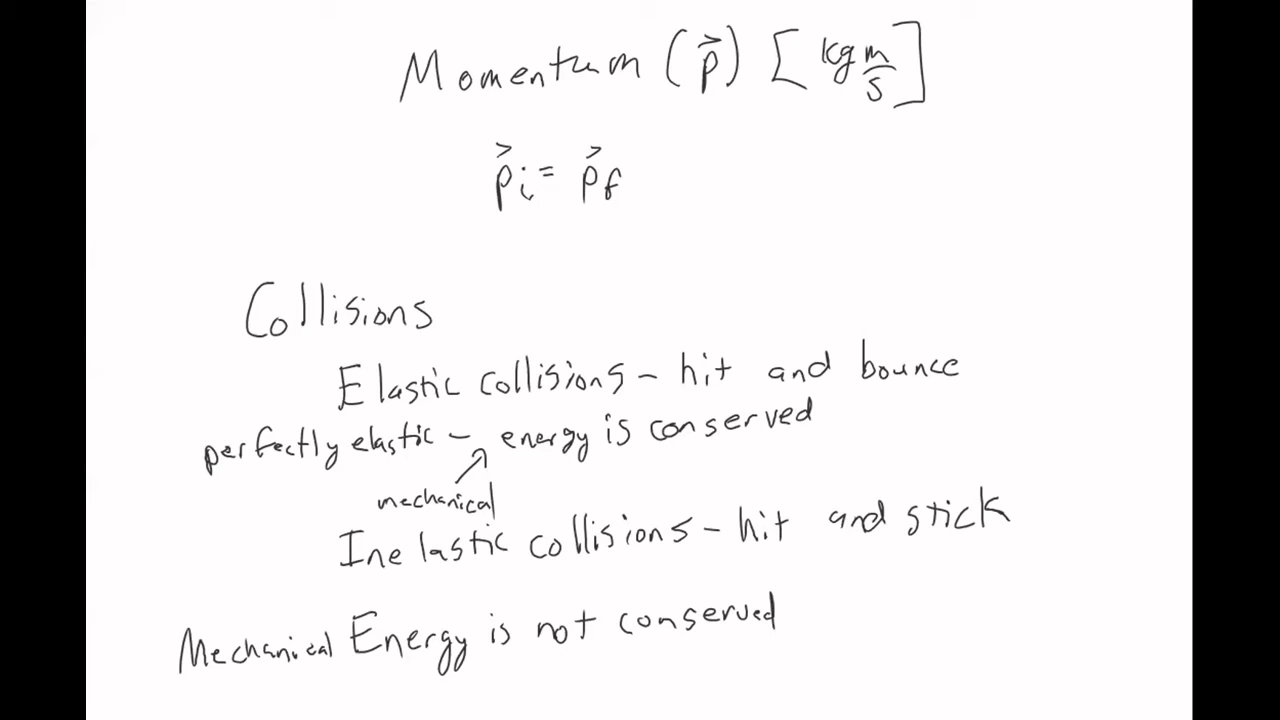 Momentum (p⃗) [kg m/s]
p⃗i = p⃗f
Collisions
Elastic collisions - hit and bounce
perfectly elastic - energy is conserved
mechanical
Inelastic collisions - hit and stick
Mechanical Energy is not conserved